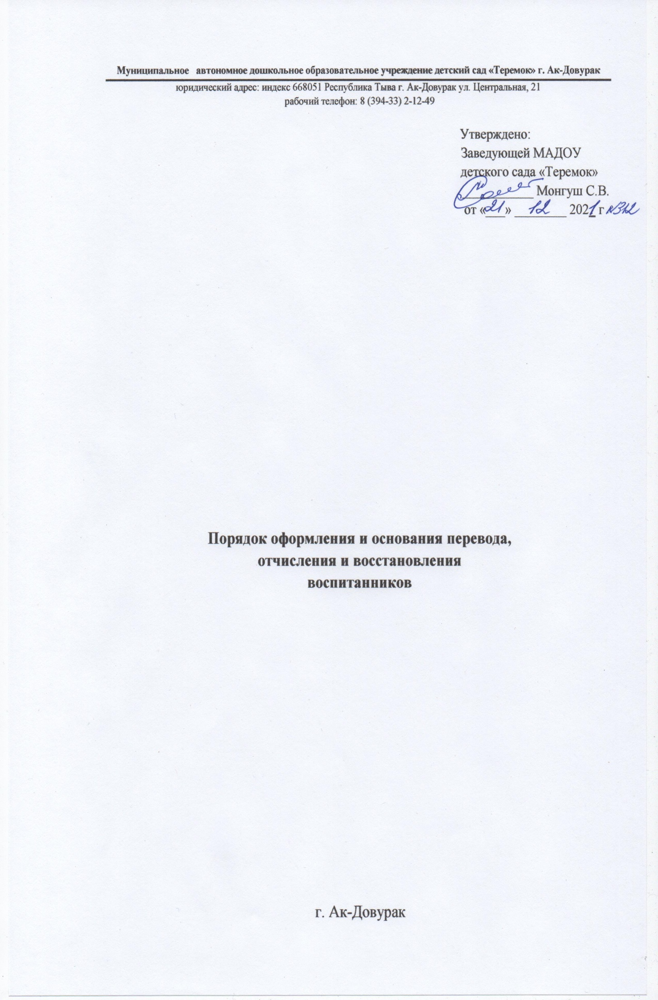 Муниципальное автономное дошкольное образовательное учреждение детский сад «Теремок» г. Ак-Довурак
юридический адрес: индекс 668051 Республика Тыва г. Ак-Довурак ул. Центральная, 21
рабочий телефон: 8 (394-33) 2-12-49
Утверждено:
Заведующей МАДОУ
детского сада «Теремок»
___________ Монгуш С.В.
от «21» 12 2021 г №312
Порядок оформления и основания перевода,
отчисления и восстановления
воспитанников
г. Ак-Довурак